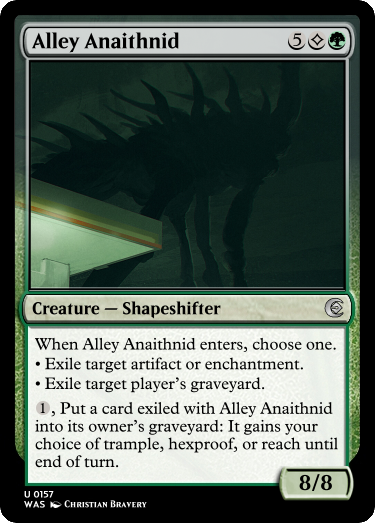 Alley Anaithnid 5
Creature — Shapeshifter
When Alley Anaithnid enters, choose one.
• Exile target artifact or enchantment.
• Exile target player's graveyard.
1, Put a card exiled with Alley Anaithnid
into its owner's graveyard: It gains your
choice of trample, hexproof, or reach until
end of turn.
8/8
U 0157
WAS CHRISTIAN BRAVERY